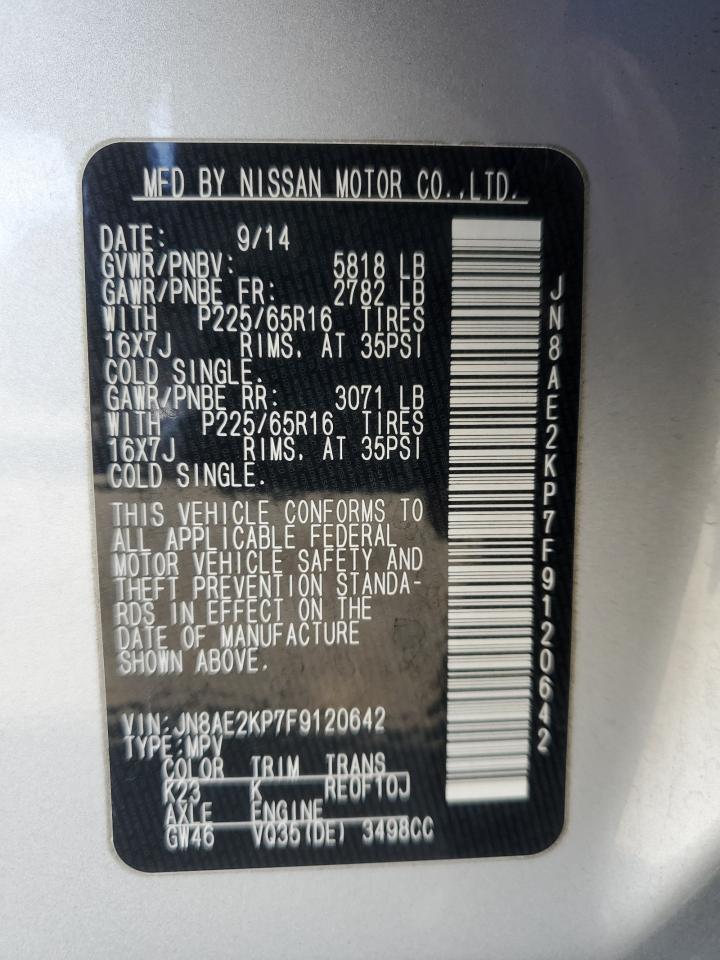 MFD BY NISSAN MOTOR CO.,LTD.
DATE: 9/14
GVWR/PNBV: 5818 LB
GAWR/PNBE FR: 2782 LB
WITH P225/65R16 TIRES
16X7J RIMS, AT 35PSI
COLD SINGLE.
GAWR/PNBE RR: 3071 LB
WITH P225/65R16 TIRES
16X7J RIMS, AT 35PSI
COLD SINGLE.
THIS VEHICLE CONFORMS TO
ALL APPLICABLE FEDERAL
MOTOR VEHICLE SAFETY AND
THEFT PREVENTION STANDA-
RDS IN EFFECT ON THE
DATE OF MANUFACTURE
SHOWN ABOVE.
VIN:JN8AE2KP7F9120642
TYPE:MPV
COLOR TRIM TRANS
K23 K RE0F10J
AXLE ENGINE
GW46 VQ35(DE) 3498CC
JN8AE2KP7F9120642